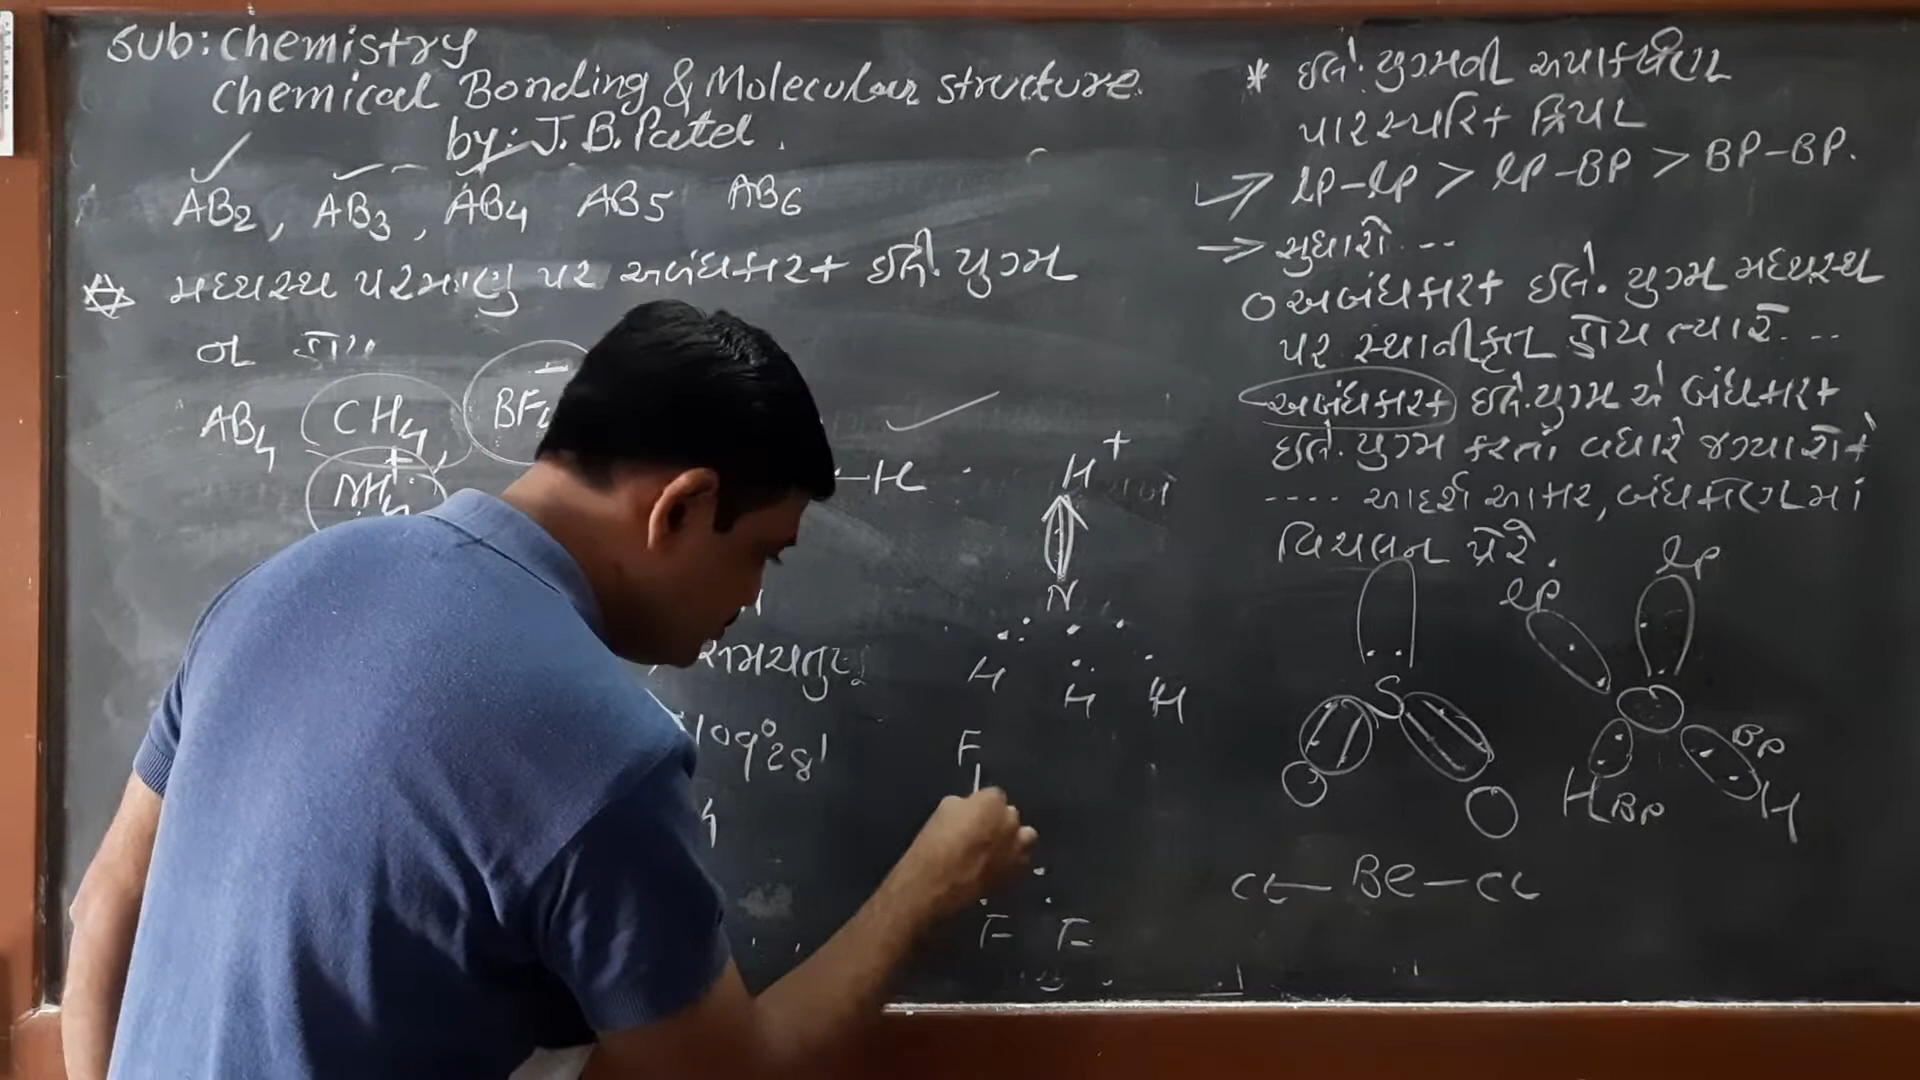 Sub: Chemistry
Chemical Bonding & Molecular structure
by: J. B. Patel.
AB2, AB3, AB4 AB5 AB6
મધ્યસ્થ પરમાણુ પર અબંધકારક ઈલે. યુગ્મ
ન હોય
AB4 CH4, BF4
NH4+
-H
સમચતુ
109°28'
H+
N
H H H
F
F F
* ઈલે. યુગ્મની અપાકર્ષણ
પારસ્પરિક ક્રિયા
lp-lp > lp-BP > BP-BP.
→ સુધારો --
○ અબંધકારક ઈલે. યુગ્મ મધ્યસ્થ
પર સ્થાનીકૃત હોય ત્યારે ---
અબંધકારક ઈલે. યુગ્મ એ બંધકારક
ઈલે. યુગ્મ કરતાં વધારે જગ્યા રોકે
---- આદર્શ આકાર, બંધકોણમાં
વિચલન પ્રેરે.
S
lp lp
BP
H BP H
Cl-Be-Cl